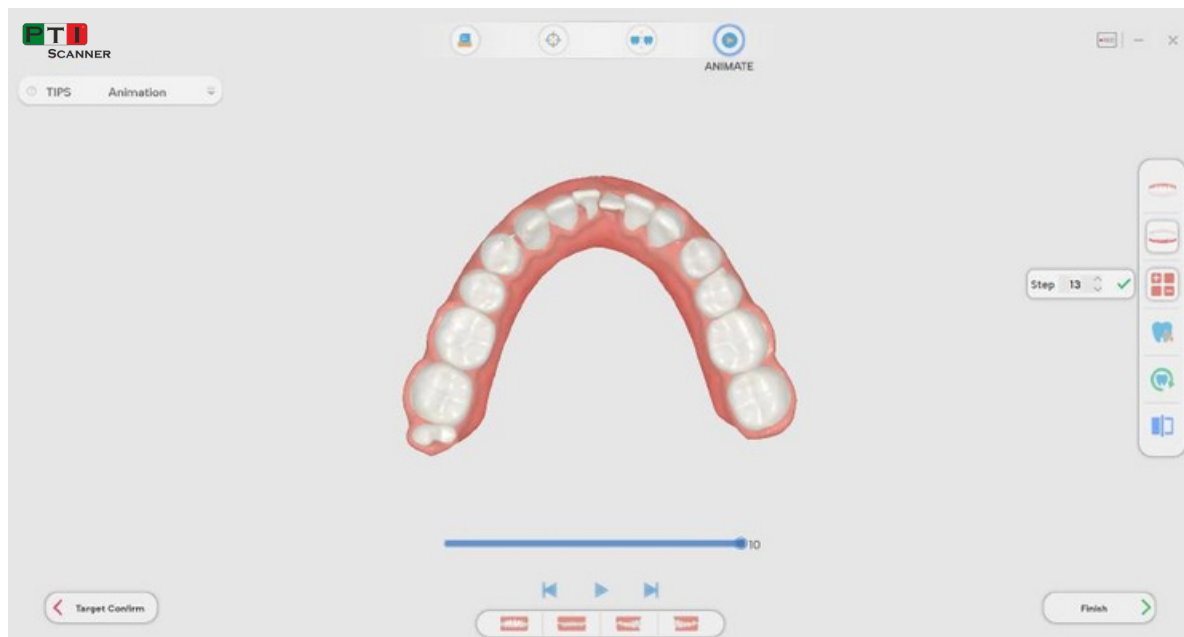 PTI
SCANNER
ANIMATE
TIPS Animation
Step 13
10
Target Confirm
Finish